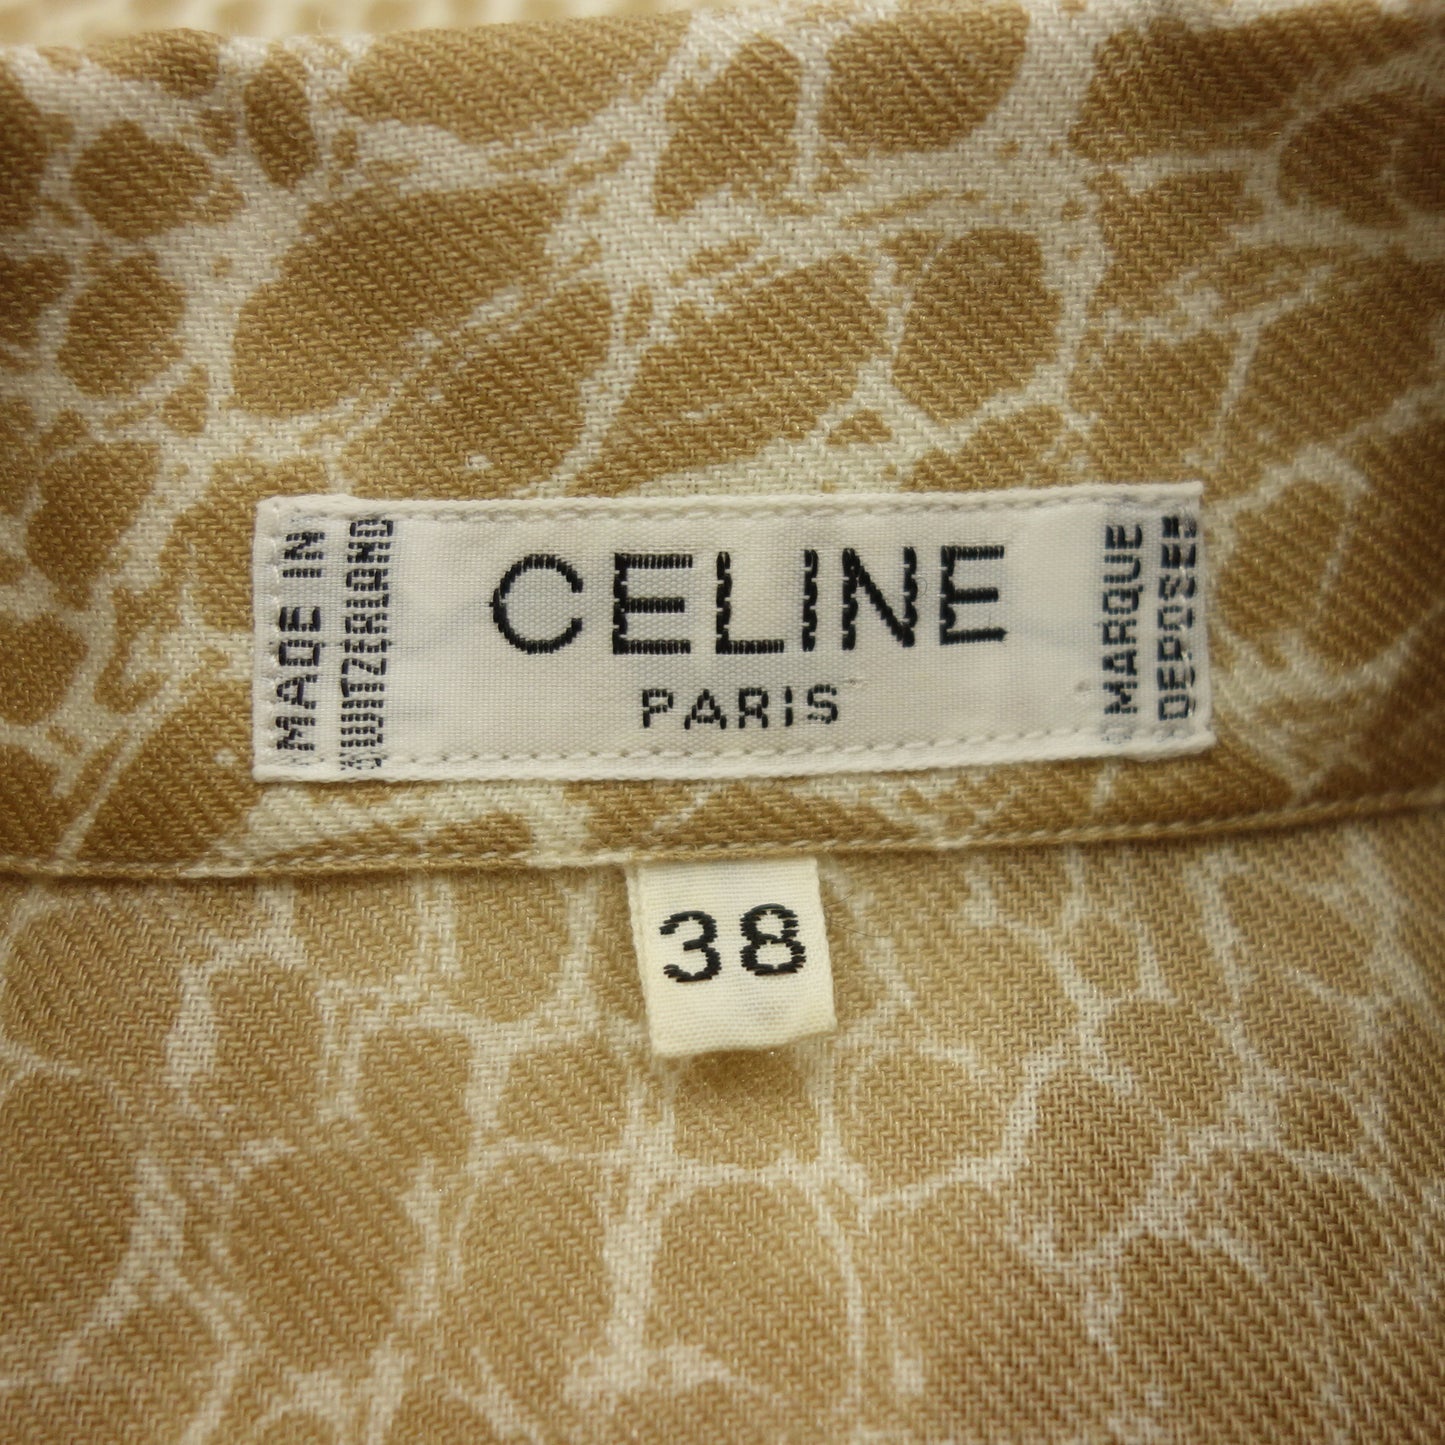 MADE IN
SWITZERLAND
CELINE
PARIS
MARQUE
DEPOSEE
38